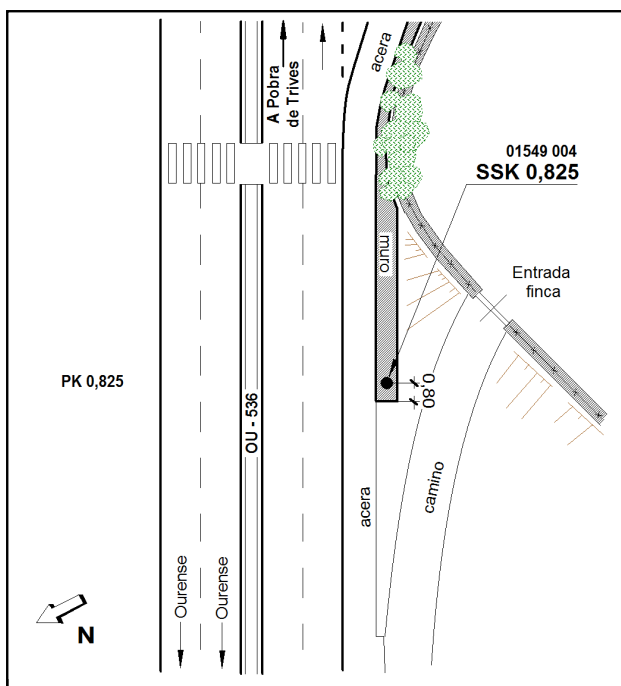 acera
A Pobra
de Trives
01549 004
SSK 0,825
muro
Entrada
finca
PK 0,825
0,80
OU - 536
camino
acera
Ourense
Ourense
N